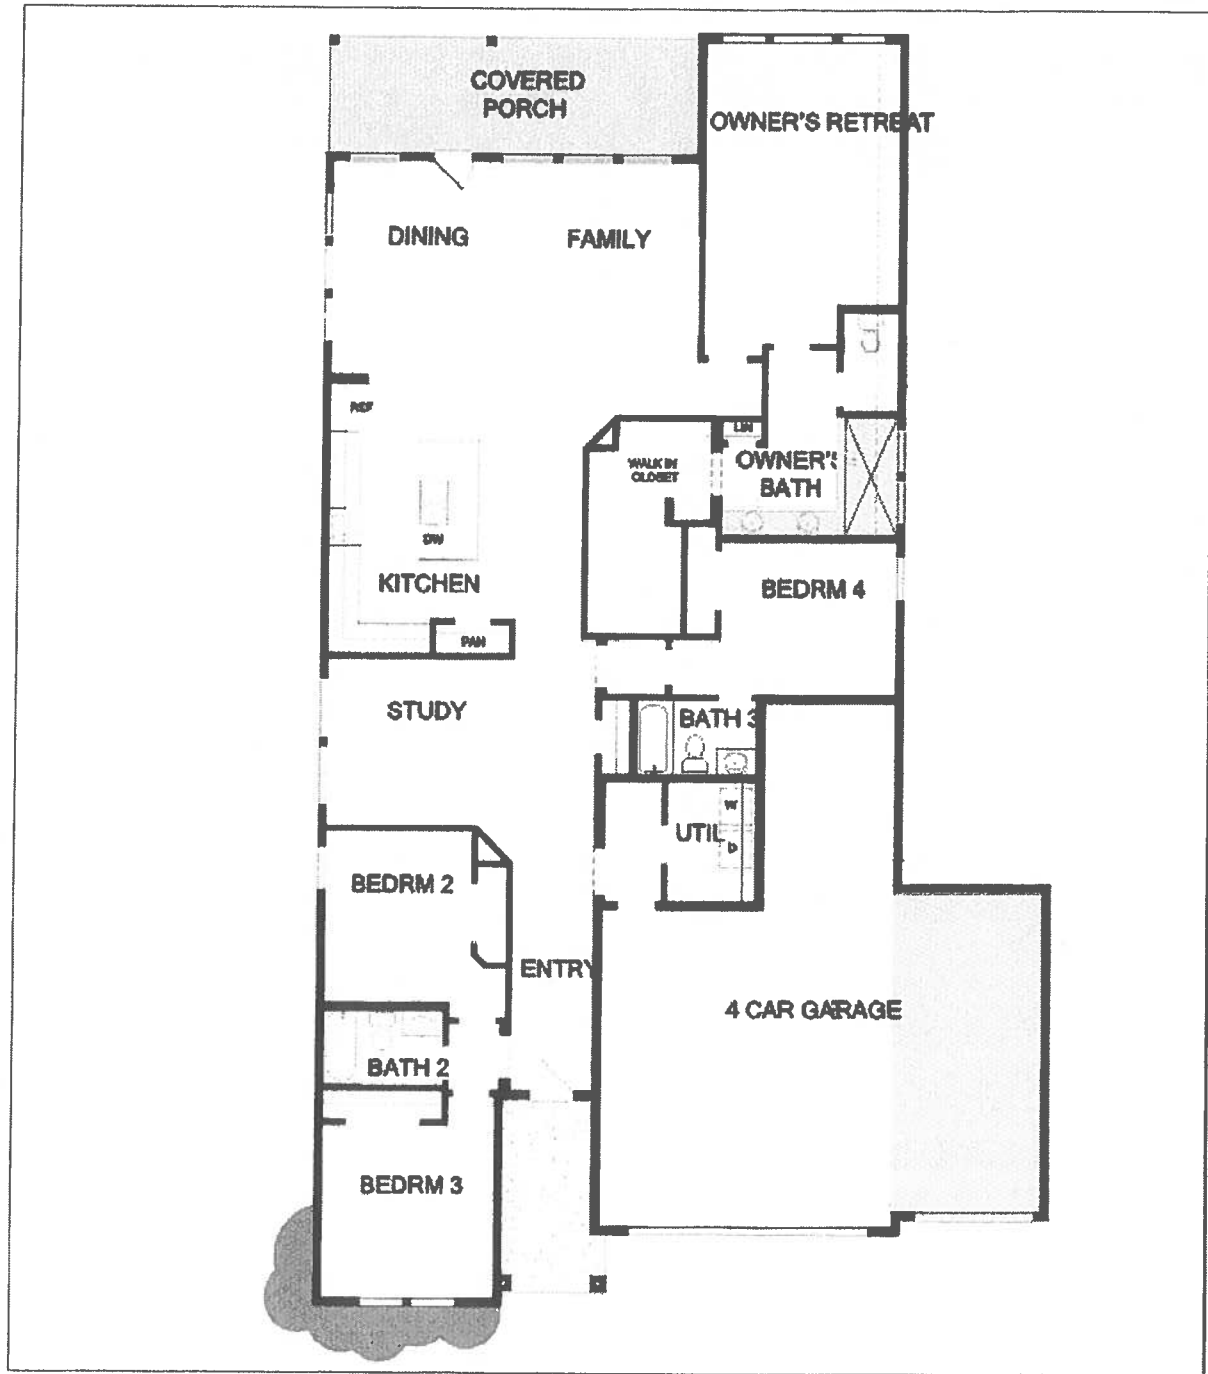 COVERED
PORCH
OWNER'S RETREAT
DINING
FAMILY
REF
LIN
WALK IN
CLOSET
OWNER'S
BATH
DW
KITCHEN
BEDRM 4
PAN
STUDY
BATH 3
W
UTIL
D
BEDRM 2
ENTRY
4 CAR GARAGE
BATH 2
BEDRM 3